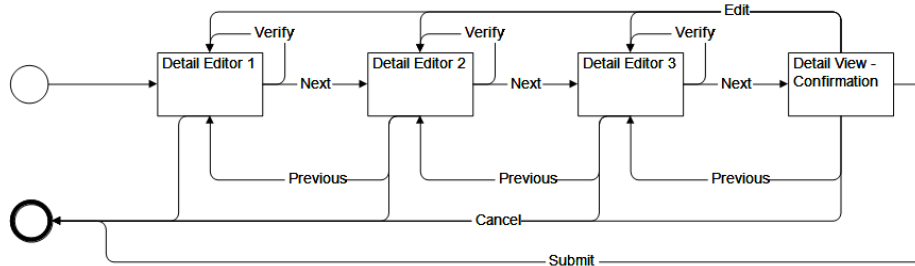 Edit
Verify
Verify
Verify
Detail Editor 1
Next
Detail Editor 2
Next
Detail Editor 3
Next
Detail View -
Confirmation
Previous
Previous
Previous
Cancel
Submit